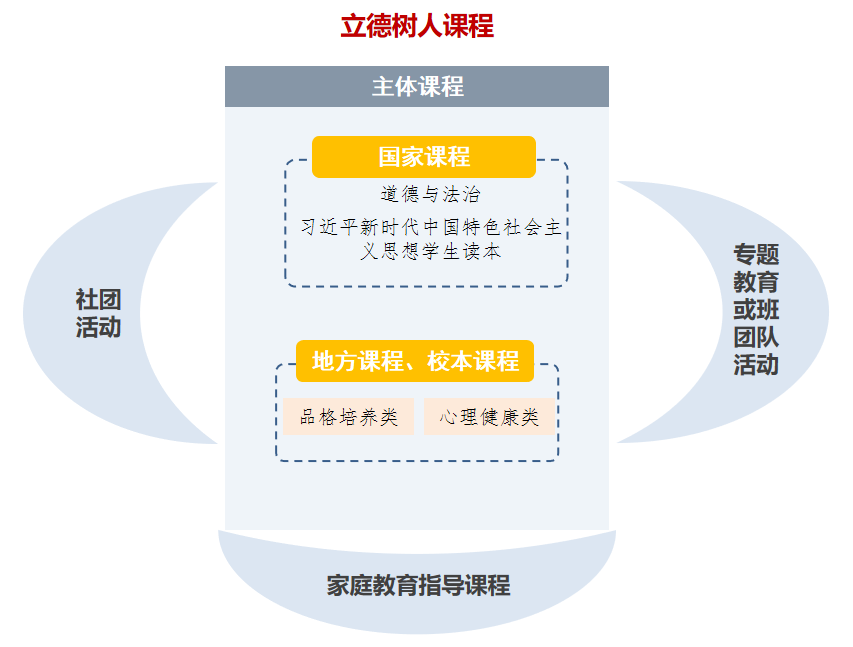 立德树人课程
主体课程
国家课程
道德与法治
习近平新时代中国特色社会主
义思想学生读本
社团
活动
专题
教育
或班
团队
活动
地方课程、校本课程
品格培养类
心理健康类
家庭教育指导课程